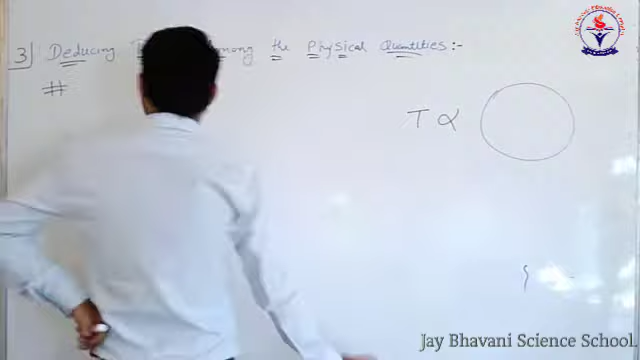 3] Deducing among the Physical Quantities :-
#
T ∝
Jay Bhavani Science School.